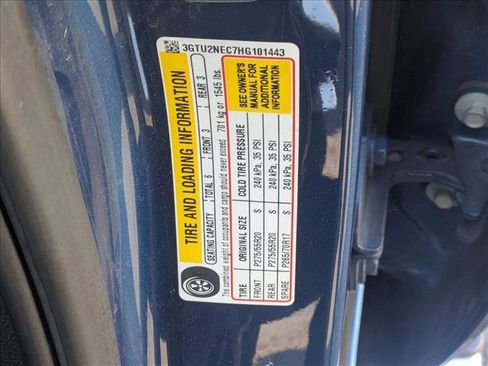 3GTU2NEC7HG101443
TIRE AND LOADING INFORMATION
SEATING CAPACITY TOTAL 6 FRONT 3 REAR 3
The combined weight of occupants and cargo should never exceed 701 kg or 1545 lbs.
TIRE ORIGINAL SIZE COLD TIRE PRESSURE
FRONT P275/55R20 S 240 kPa, 35 PSI
REAR P275/55R20 S 240 kPa, 35 PSI
SPARE P265/70R17 S 240 kPa, 35 PSI
SEE OWNER'S
MANUAL FOR
ADDITIONAL
INFORMATION